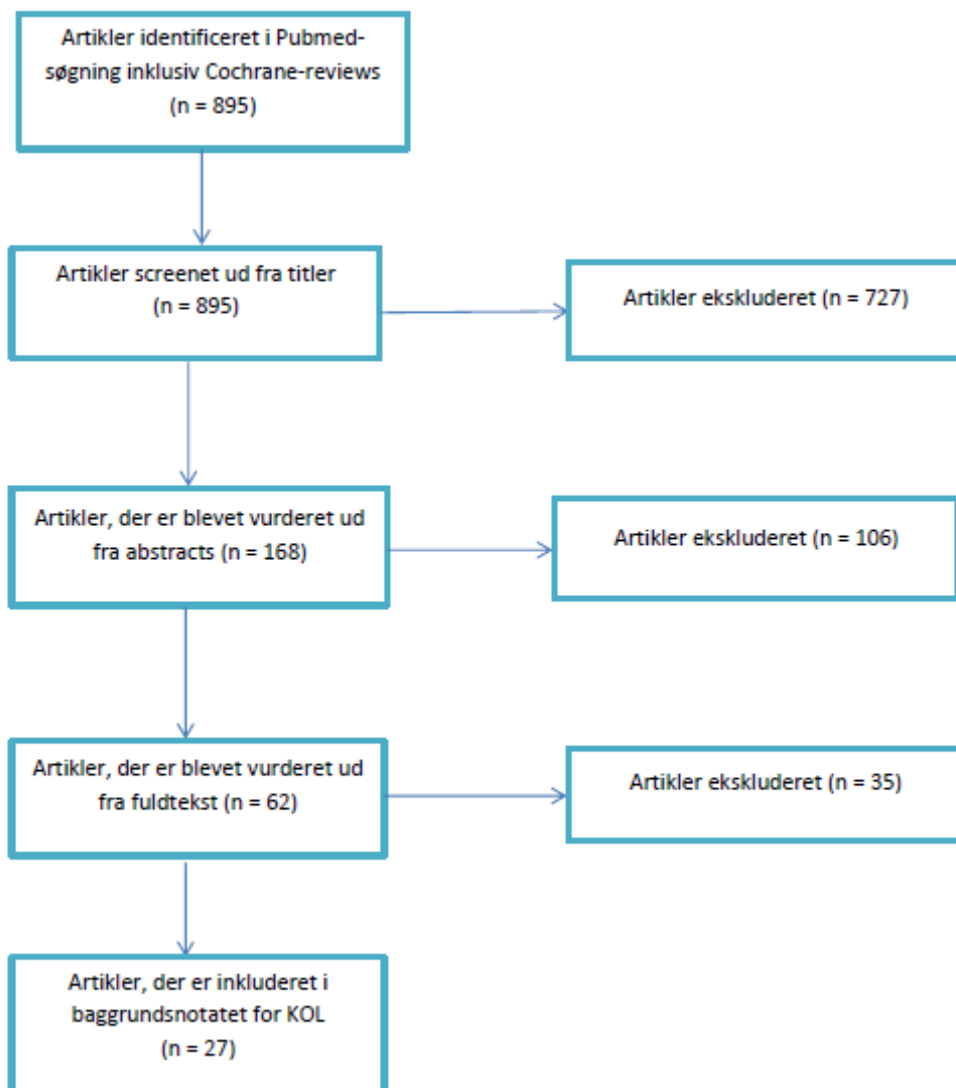 Artikler identificeret i Pubmed-
søgning inklusiv Cochrane-reviews
(n = 895)
Artikler screenet ud fra titler
(n = 895)
Artikler ekskluderet (n = 727)
Artikler, der er blevet vurderet ud
fra abstracts (n = 168)
Artikler ekskluderet (n = 106)
Artikler, der er blevet vurderet ud
fra fuldtekst (n = 62)
Artikler ekskluderet (n = 35)
Artikler, der er inkluderet i
baggrundsnotatet for KOL
(n = 27)